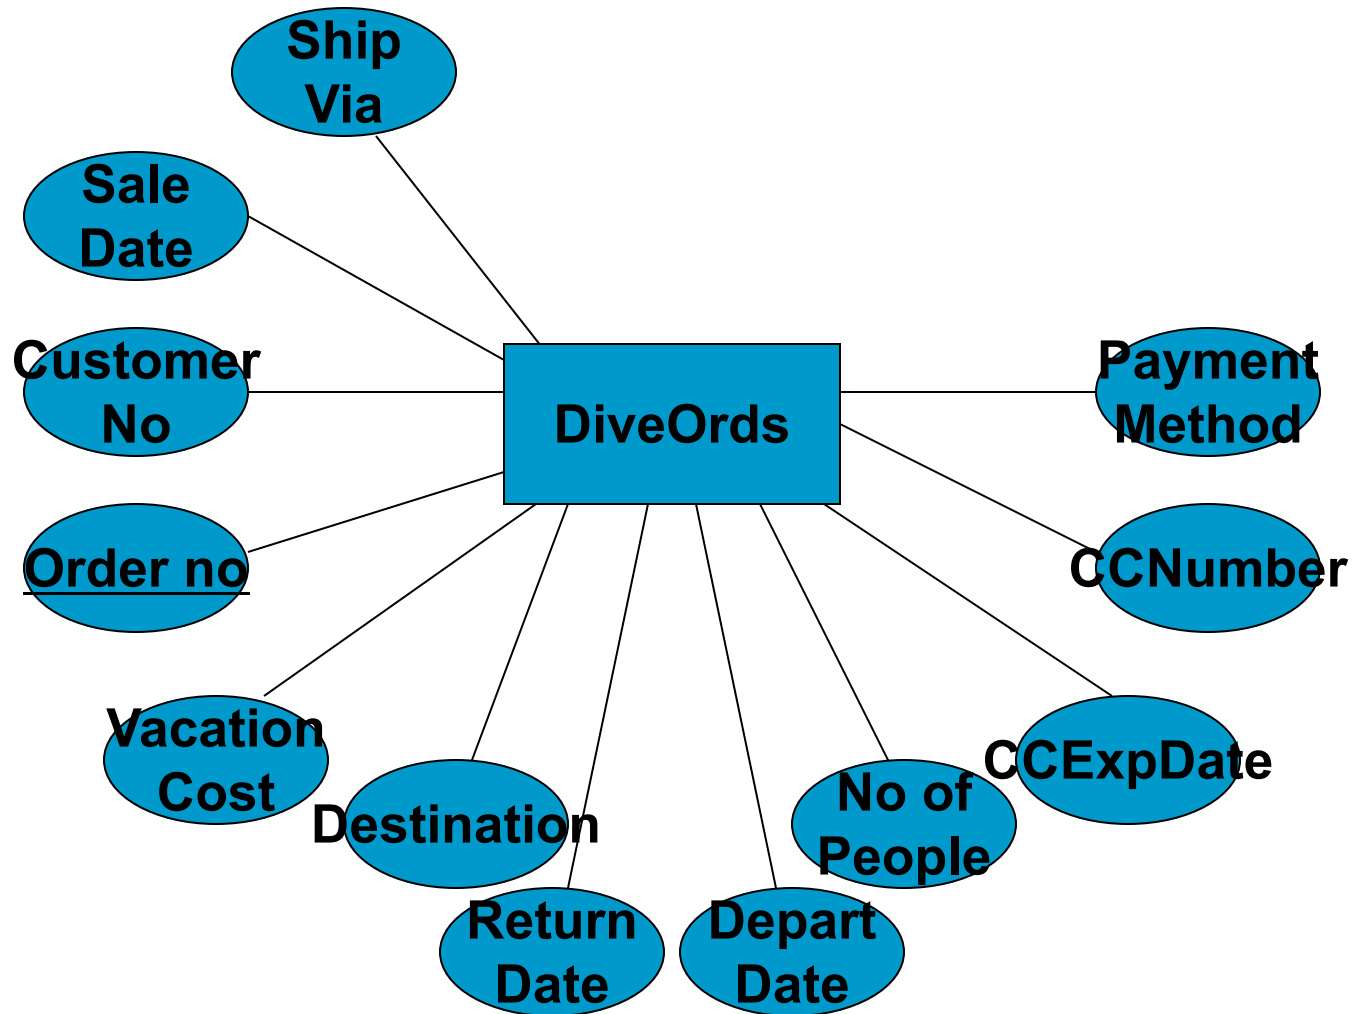 Ship
Via
Sale
Date
Customer
No
DiveOrds
Payment
Method
Order no
CCNumber
Vacation
Cost
CCExpDate
Destination
No of
People
Return
Date
Depart
Date